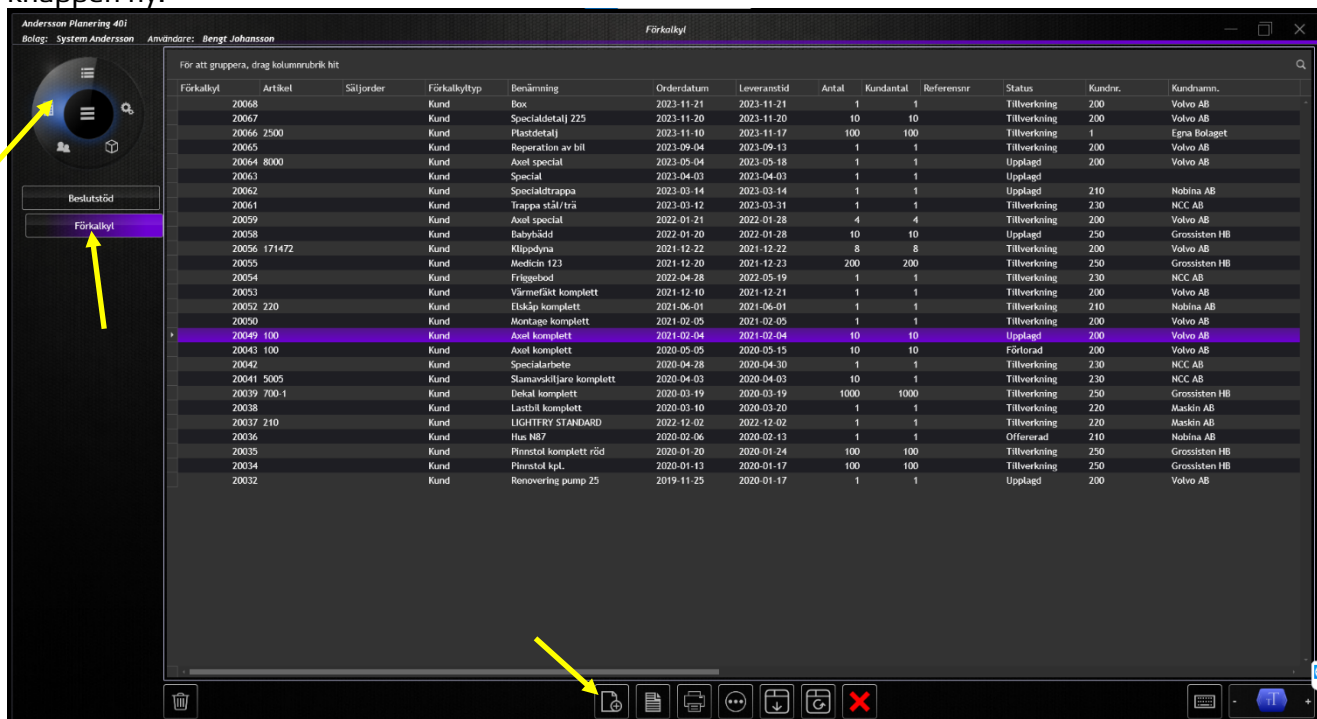 knappen ny.
Andersson Planering 40i
Bolag: System Andersson Användare: Bengt Johansson
Förkalkyl
För att gruppera, drag kolumnrubrik hit
Förkalkyl Artikel Säljorder Förkalkyltyp Benämning Orderdatum Leveranstid Antal Kundantal Referensnr Status Kundnr. Kundnamn.
20068 Kund Box 2023-11-21 2023-11-21 1 1 Tillverkning 200 Volvo AB
20067 Kund Specialdetalj 225 2023-11-20 2023-11-20 10 10 Tillverkning 200 Volvo AB
20066 2500 Kund Plastdetalj 2023-11-10 2023-11-17 100 100 Tillverkning 1 Egna Bolaget
20065 Kund Reperation av bil 2023-09-04 2023-09-13 1 1 Tillverkning 200 Volvo AB
20064 8000 Kund Axel special 2023-05-04 2023-05-18 1 1 Upplagd 200 Volvo AB
20063 Kund Special 2023-04-03 2023-04-03 1 1 Upplagd
20062 Kund Specialdtrappa 2023-03-14 2023-03-14 1 1 Upplagd 210 Nobina AB
20061 Kund Trappa stål/trä 2023-03-12 2023-03-31 1 1 Tillverkning 230 NCC AB
20059 Kund Axel special 2022-01-21 2022-01-28 4 4 Tillverkning 200 Volvo AB
20058 Kund Babybädd 2022-01-20 2022-01-28 10 10 Upplagd 250 Grossisten HB
20056 171472 Kund Klippdyna 2021-12-22 2021-12-22 8 8 Tillverkning 200 Volvo AB
20055 Kund Medicin 123 2021-12-20 2021-12-23 200 200 Tillverkning 250 Grossisten HB
20054 Kund Friggebod 2022-04-28 2022-05-19 1 1 Tillverkning 230 NCC AB
20053 Kund Värmefäkt komplett 2021-12-10 2021-12-21 1 1 Tillverkning 200 Volvo AB
20052 220 Kund Elskåp komplett 2021-06-01 2021-06-01 1 1 Tillverkning 210 Nobina AB
20050 Kund Montage komplett 2021-02-05 2021-02-05 1 1 Tillverkning 200 Volvo AB
20049 100 Kund Axel komplett 2021-02-04 2021-02-04 10 10 Upplagd 200 Volvo AB
20043 100 Kund Axel komplett 2020-05-05 2020-05-15 10 10 Förlorad 200 Volvo AB
20042 Kund Specialarbete 2020-04-28 2020-04-30 1 1 Tillverkning 230 NCC AB
20041 5005 Kund Slamavskiljare komplett 2020-04-03 2020-04-03 10 1 Tillverkning 230 NCC AB
20039 700-1 Kund Dekal komplett 2020-03-19 2020-03-19 1000 1000 Tillverkning 250 Grossisten HB
20038 Kund Lastbil komplett 2020-03-10 2020-03-20 1 1 Tillverkning 220 Maskin AB
20037 210 Kund LIGHTFRY STANDARD 2022-12-02 2022-12-02 1 1 Tillverkning 220 Maskin AB
20036 Kund Hus N87 2020-02-06 2020-02-13 1 1 Offererad 210 Nobina AB
20035 Kund Pinnstol komplett röd 2020-01-20 2020-01-24 100 100 Tillverkning 250 Grossisten HB
20034 Kund Pinnstol kpl. 2020-01-13 2020-01-17 100 100 Tillverkning 250 Grossisten HB
20032 Kund Renovering pump 25 2019-11-25 2020-01-17 1 1 Upplagd 200 Volvo AB
Beslutstöd
Förkalkyl
- iT +